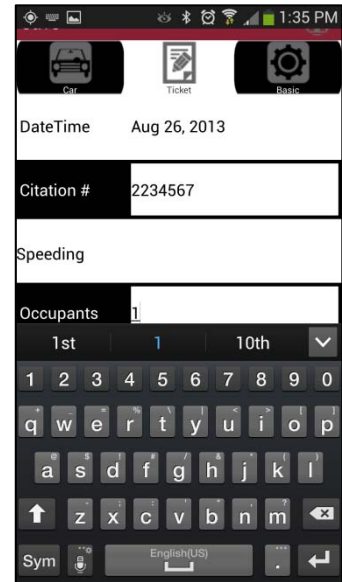 1:35 PM
Car Ticket Basic
DateTime Aug 26, 2013
Citation # 2234567
Speeding
Occupants 1
1st 1 10th
1 2 3 4 5 6 7 8 9 0
q w e r t y u i o p
a s d f g h j k l
z x c v b n m
Sym English(US) .